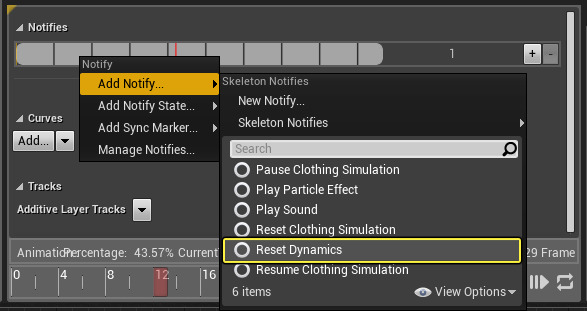 Notifies
1
+
-
Notify
Add Notify...
Add Notify State...
Add Sync Marker...
Manage Notifies...
Skeleton Notifies
New Notify...
Skeleton Notifies
Search
Pause Clothing Simulation
Play Particle Effect
Play Sound
Reset Clothing Simulation
Reset Dynamics
Resume Clothing Simulation
6 items
View Options
Curves
Add...
Tracks
Additive Layer Tracks
Percentage: 43.57% Current
29 Frame
0 4 8 12 16